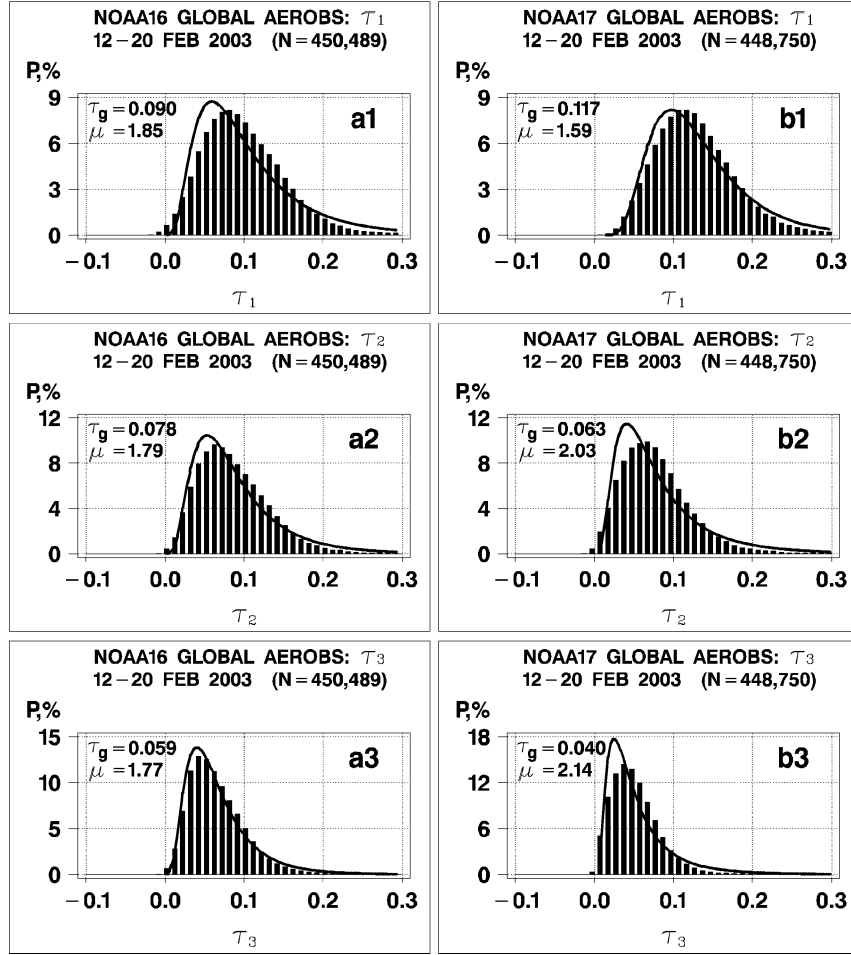 NOAA16 GLOBAL AEROBS: τ₁
12−20 FEB 2003 (N=450,489)
P,%
9
6
3
0
τg=0.090
μ=1.85
a1
−0.1 0.0 0.1 0.2 0.3
τ₁
NOAA17 GLOBAL AEROBS: τ₁
12−20 FEB 2003 (N=448,750)
P,%
9
6
3
0
τg=0.117
μ=1.59
b1
−0.1 0.0 0.1 0.2 0.3
τ₁
NOAA16 GLOBAL AEROBS: τ₂
12−20 FEB 2003 (N=450,489)
P,%
12
8
4
0
τg=0.078
μ=1.79
a2
−0.1 0.0 0.1 0.2 0.3
τ₂
NOAA17 GLOBAL AEROBS: τ₂
12−20 FEB 2003 (N=448,750)
P,%
12
8
4
0
τg=0.063
μ=2.03
b2
−0.1 0.0 0.1 0.2 0.3
τ₂
NOAA16 GLOBAL AEROBS: τ₃
12−20 FEB 2003 (N=450,489)
P,%
15
10
5
0
τg=0.059
μ=1.77
a3
−0.1 0.0 0.1 0.2 0.3
τ₃
NOAA17 GLOBAL AEROBS: τ₃
12−20 FEB 2003 (N=448,750)
P,%
18
12
6
0
τg=0.040
μ=2.14
b3
−0.1 0.0 0.1 0.2 0.3
τ₃